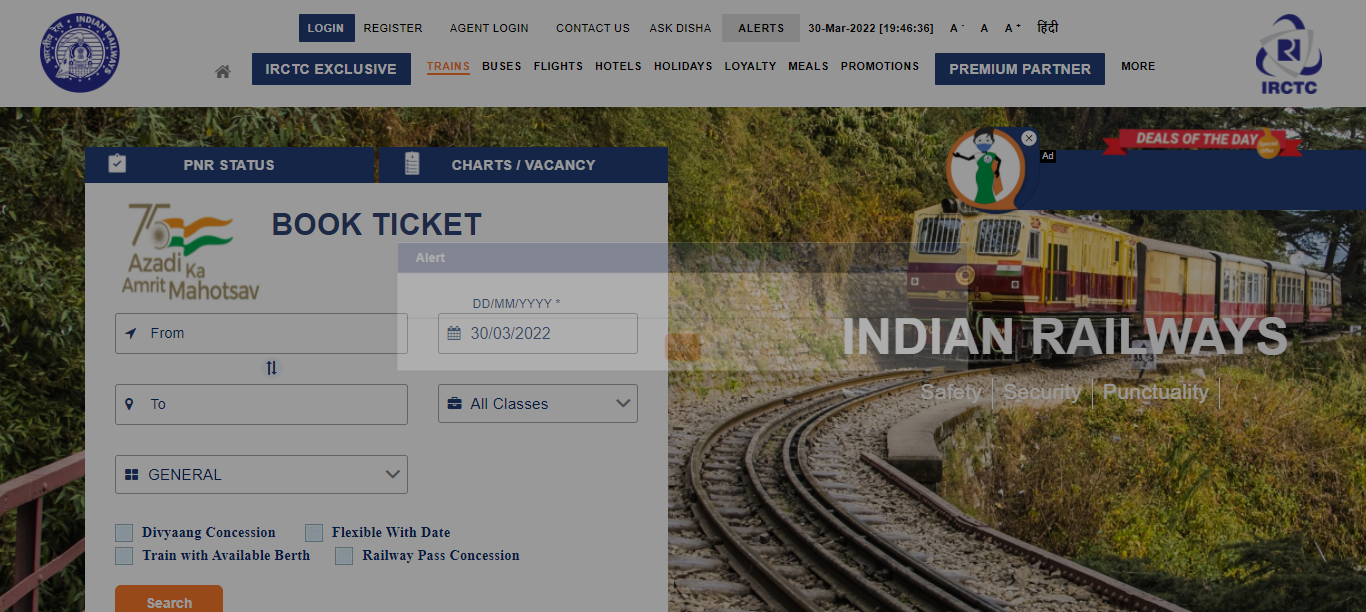 LOGIN REGISTER AGENT LOGIN CONTACT US ASK DISHA ALERTS 30-Mar-2022 [19:46:36] A - A A + हिंदी
INDIAN RAILWAYS
भारतीय रेल
IRCTC EXCLUSIVE TRAINS BUSES FLIGHTS HOTELS HOLIDAYS LOYALTY MEALS PROMOTIONS PREMIUM PARTNER MORE
IRCTC
PNR STATUS CHARTS / VACANCY
DEALS OF THE DAY
Special offer
Ad
75
Azadi Ka
Amrit Mahotsav
BOOK TICKET
Alert
DD/MM/YYYY *
From 30/03/2022
INDIAN RAILWAYS
To All Classes
Safety Security Punctuality
GENERAL
Divyaang Concession Flexible With Date
Train with Available Berth Railway Pass Concession
Search